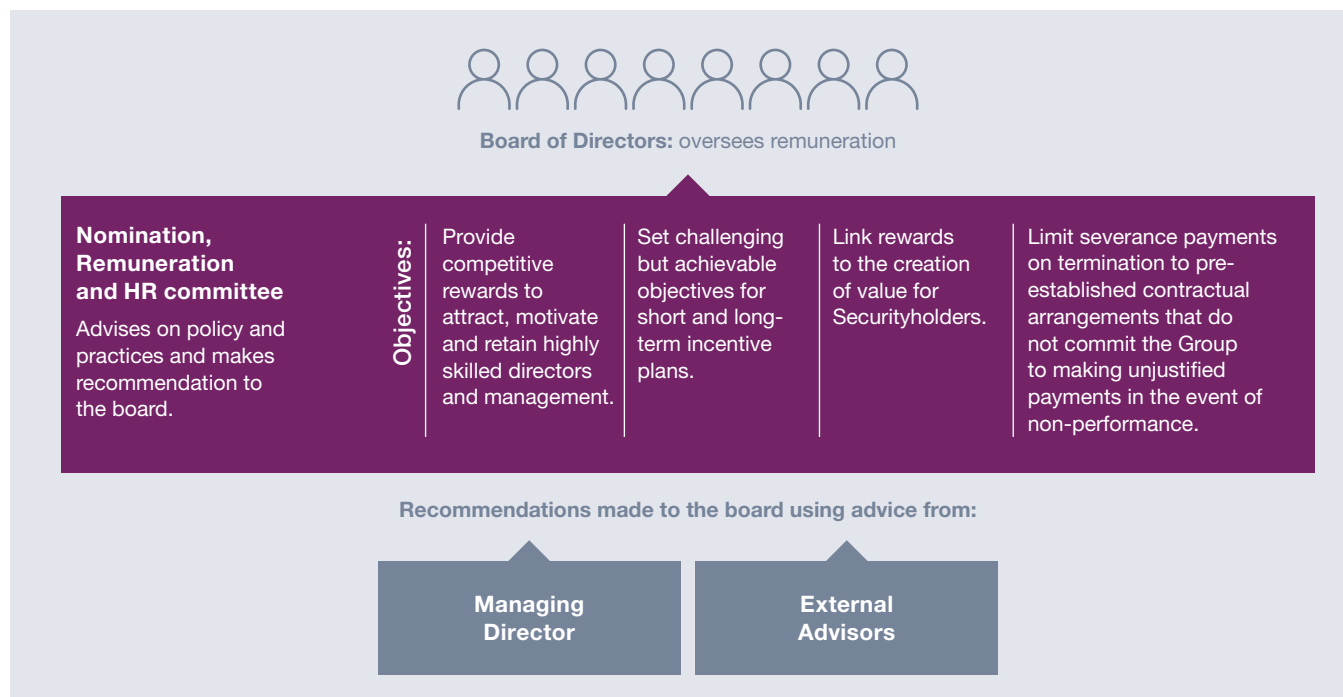 Board of Directors: oversees remuneration
Nomination,
Remuneration
and HR committee
Advises on policy and
practices and makes
recommendation to
the board.
Objectives:
Provide
competitive
rewards to
attract, motivate
and retain highly
skilled directors
and management.
Set challenging
but achievable
objectives for
short and long-
term incentive
plans.
Link rewards
to the creation
of value for
Securityholders.
Limit severance payments
on termination to pre-
established contractual
arrangements that do
not commit the Group
to making unjustified
payments in the event of
non-performance.
Recommendations made to the board using advice from:
Managing
Director
External
Advisors